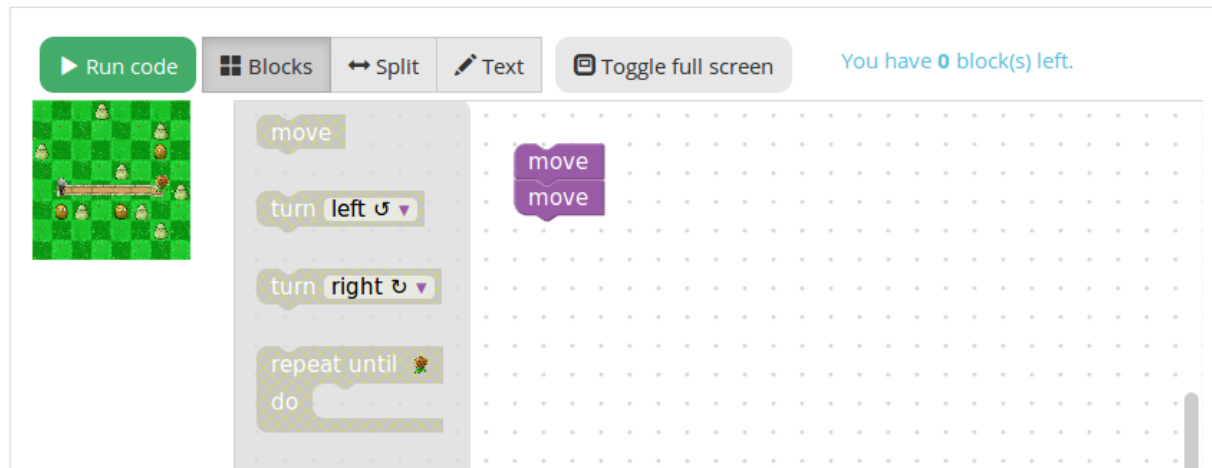 Run code Blocks Split Text Toggle full screen You have 0 block(s) left.
move
turn left ↺ ▾
turn right ↻ ▾
repeat until
do
move
move